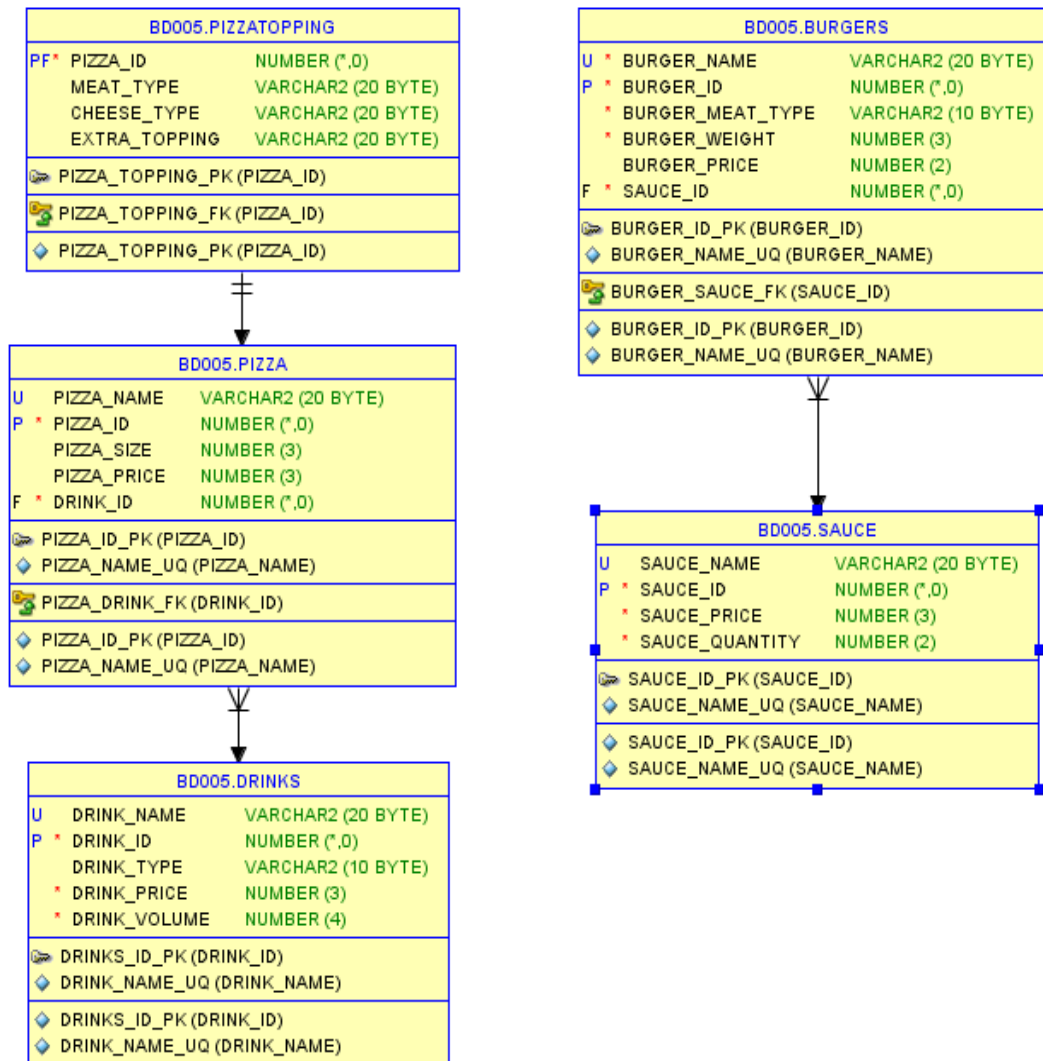 BD005.PIZZATOPPING
PF* PIZZA_ID NUMBER (*,0)
MEAT_TYPE VARCHAR2 (20 BYTE)
CHEESE_TYPE VARCHAR2 (20 BYTE)
EXTRA_TOPPING VARCHAR2 (20 BYTE)
PIZZA_TOPPING_PK (PIZZA_ID)
PIZZA_TOPPING_FK (PIZZA_ID)
PIZZA_TOPPING_PK (PIZZA_ID)
BD005.PIZZA
U PIZZA_NAME VARCHAR2 (20 BYTE)
P * PIZZA_ID NUMBER (*,0)
PIZZA_SIZE NUMBER (3)
PIZZA_PRICE NUMBER (3)
F * DRINK_ID NUMBER (*,0)
PIZZA_ID_PK (PIZZA_ID)
PIZZA_NAME_UQ (PIZZA_NAME)
PIZZA_DRINK_FK (DRINK_ID)
PIZZA_ID_PK (PIZZA_ID)
PIZZA_NAME_UQ (PIZZA_NAME)
BD005.DRINKS
U DRINK_NAME VARCHAR2 (20 BYTE)
P * DRINK_ID NUMBER (*,0)
DRINK_TYPE VARCHAR2 (10 BYTE)
* DRINK_PRICE NUMBER (3)
* DRINK_VOLUME NUMBER (4)
DRINKS_ID_PK (DRINK_ID)
DRINK_NAME_UQ (DRINK_NAME)
DRINKS_ID_PK (DRINK_ID)
DRINK_NAME_UQ (DRINK_NAME)
BD005.BURGERS
U * BURGER_NAME VARCHAR2 (20 BYTE)
P * BURGER_ID NUMBER (*,0)
* BURGER_MEAT_TYPE VARCHAR2 (10 BYTE)
* BURGER_WEIGHT NUMBER (3)
BURGER_PRICE NUMBER (2)
F * SAUCE_ID NUMBER (*,0)
BURGER_ID_PK (BURGER_ID)
BURGER_NAME_UQ (BURGER_NAME)
BURGER_SAUCE_FK (SAUCE_ID)
BURGER_ID_PK (BURGER_ID)
BURGER_NAME_UQ (BURGER_NAME)
BD005.SAUCE
U SAUCE_NAME VARCHAR2 (20 BYTE)
P * SAUCE_ID NUMBER (*,0)
* SAUCE_PRICE NUMBER (3)
* SAUCE_QUANTITY NUMBER (2)
SAUCE_ID_PK (SAUCE_ID)
SAUCE_NAME_UQ (SAUCE_NAME)
SAUCE_ID_PK (SAUCE_ID)
SAUCE_NAME_UQ (SAUCE_NAME)